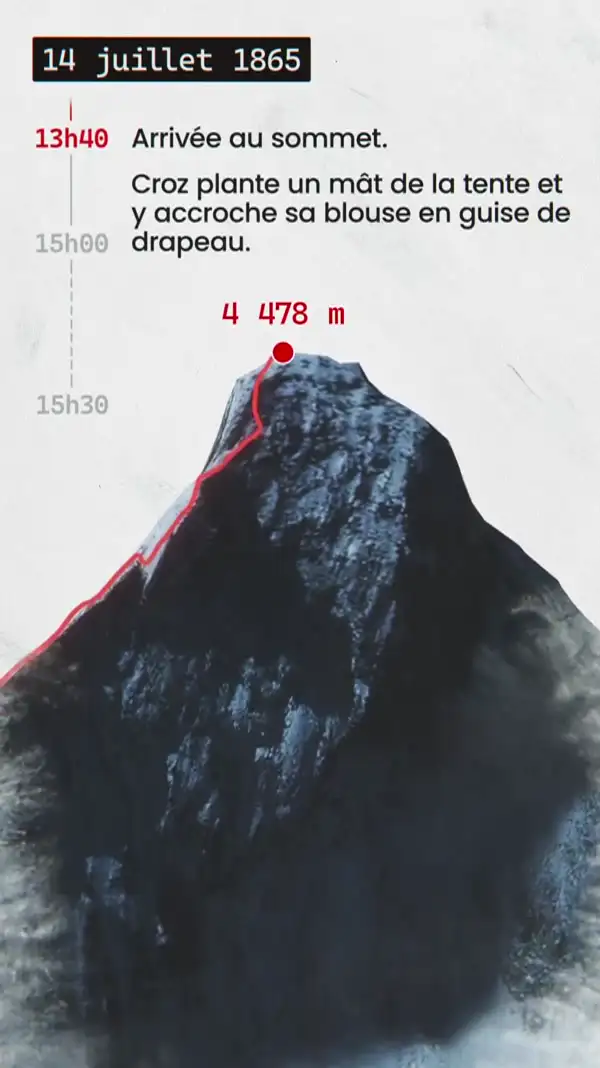 14 juillet 1865
13h40
Arrivée au sommet.
Croz plante un mât de la tente et
y accroche sa blouse en guise de
drapeau.
15h00
4 478 m
15h30